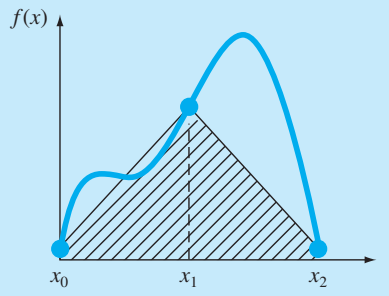 f(x)
x₀ x₁ x₂